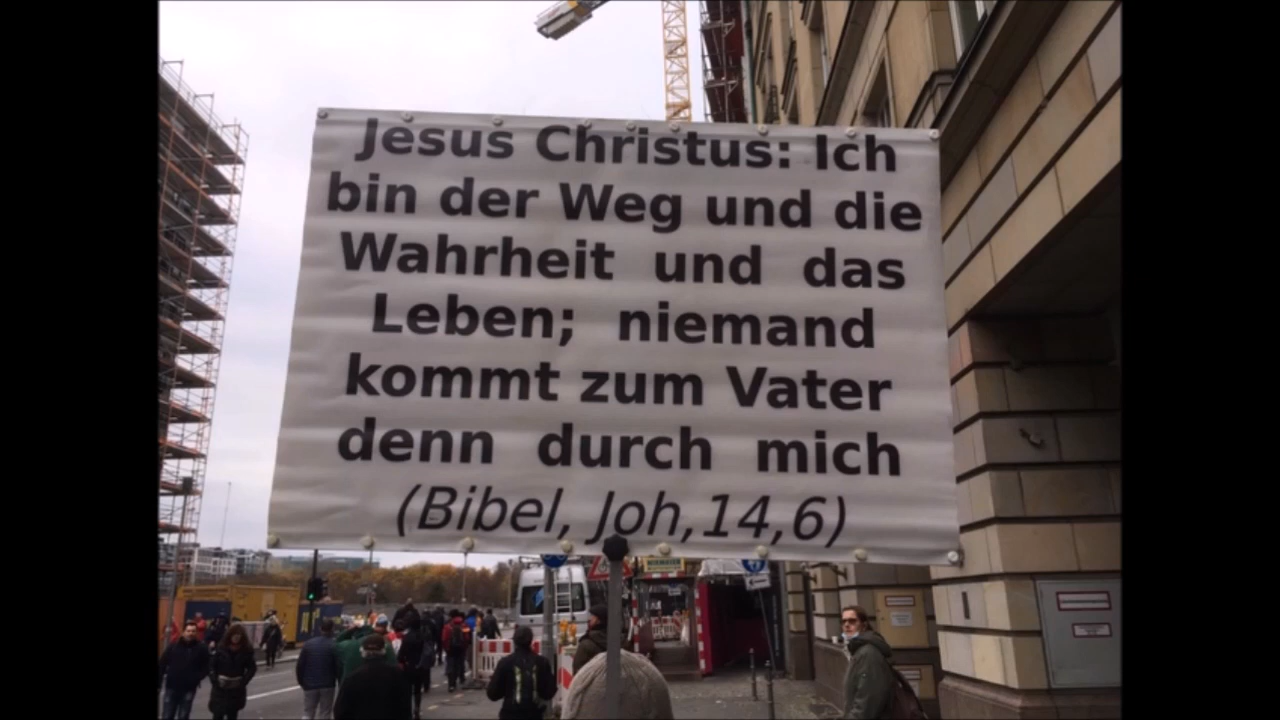 Jesus Christus: Ich
bin der Weg und die
Wahrheit und das
Leben; niemand
kommt zum Vater
denn durch mich
(Bibel, Joh,14,6)